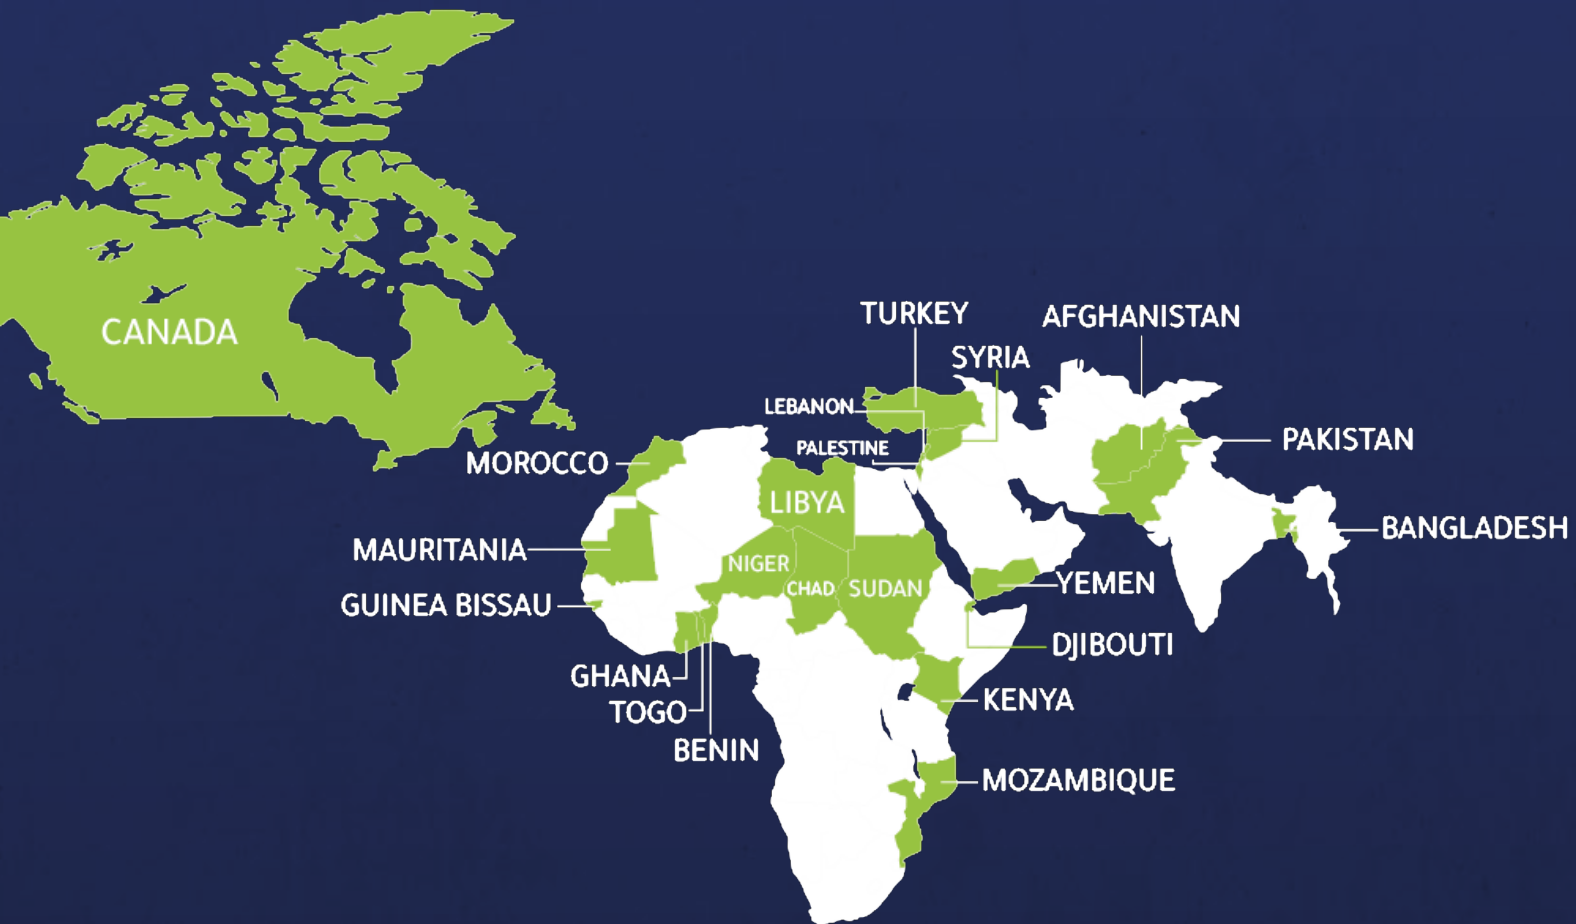 CANADA
TURKEY
AFGHANISTAN
SYRIA
LEBANON
PALESTINE
PAKISTAN
MOROCCO
LIBYA
BANGLADESH
MAURITANIA
NIGER
CHAD
SUDAN
YEMEN
GUINEA BISSAU
DJIBOUTI
GHANA
KENYA
TOGO
BENIN
MOZAMBIQUE